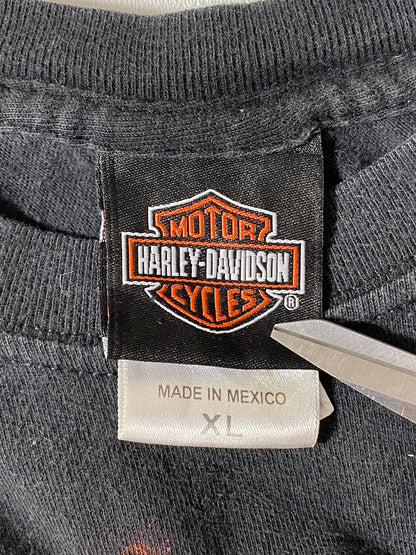 MOTOR
HARLEY-DAVIDSON
CYCLES
®
MADE IN MEXICO
XL